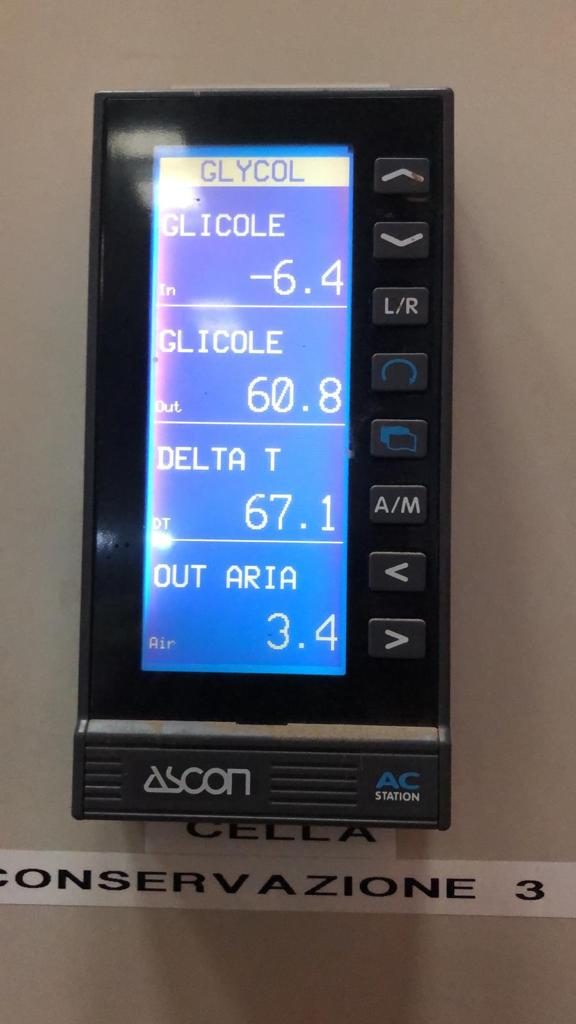 GLYCOL
GLICOLE
In -6.4
GLICOLE
Out 60.8
DELTA T
DT 67.1
OUT ARIA
Air 3.4
L/R
A/M
<
>
ASCON
AC
STATION
CELLA
CONSERVAZIONE 3